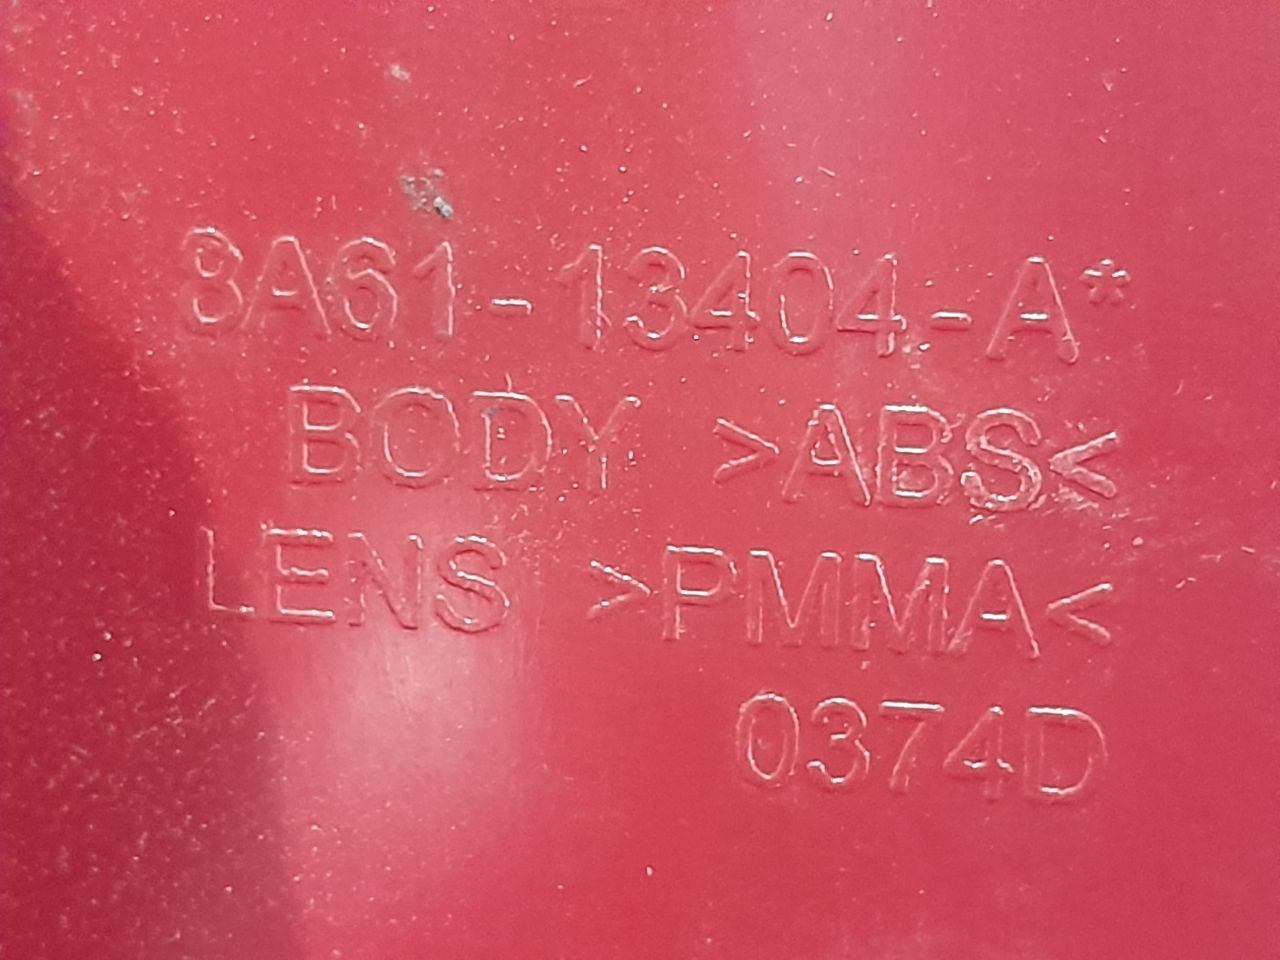 8A61-13404-A*
BODY >ABS<
LENS >PMMA<
0374D